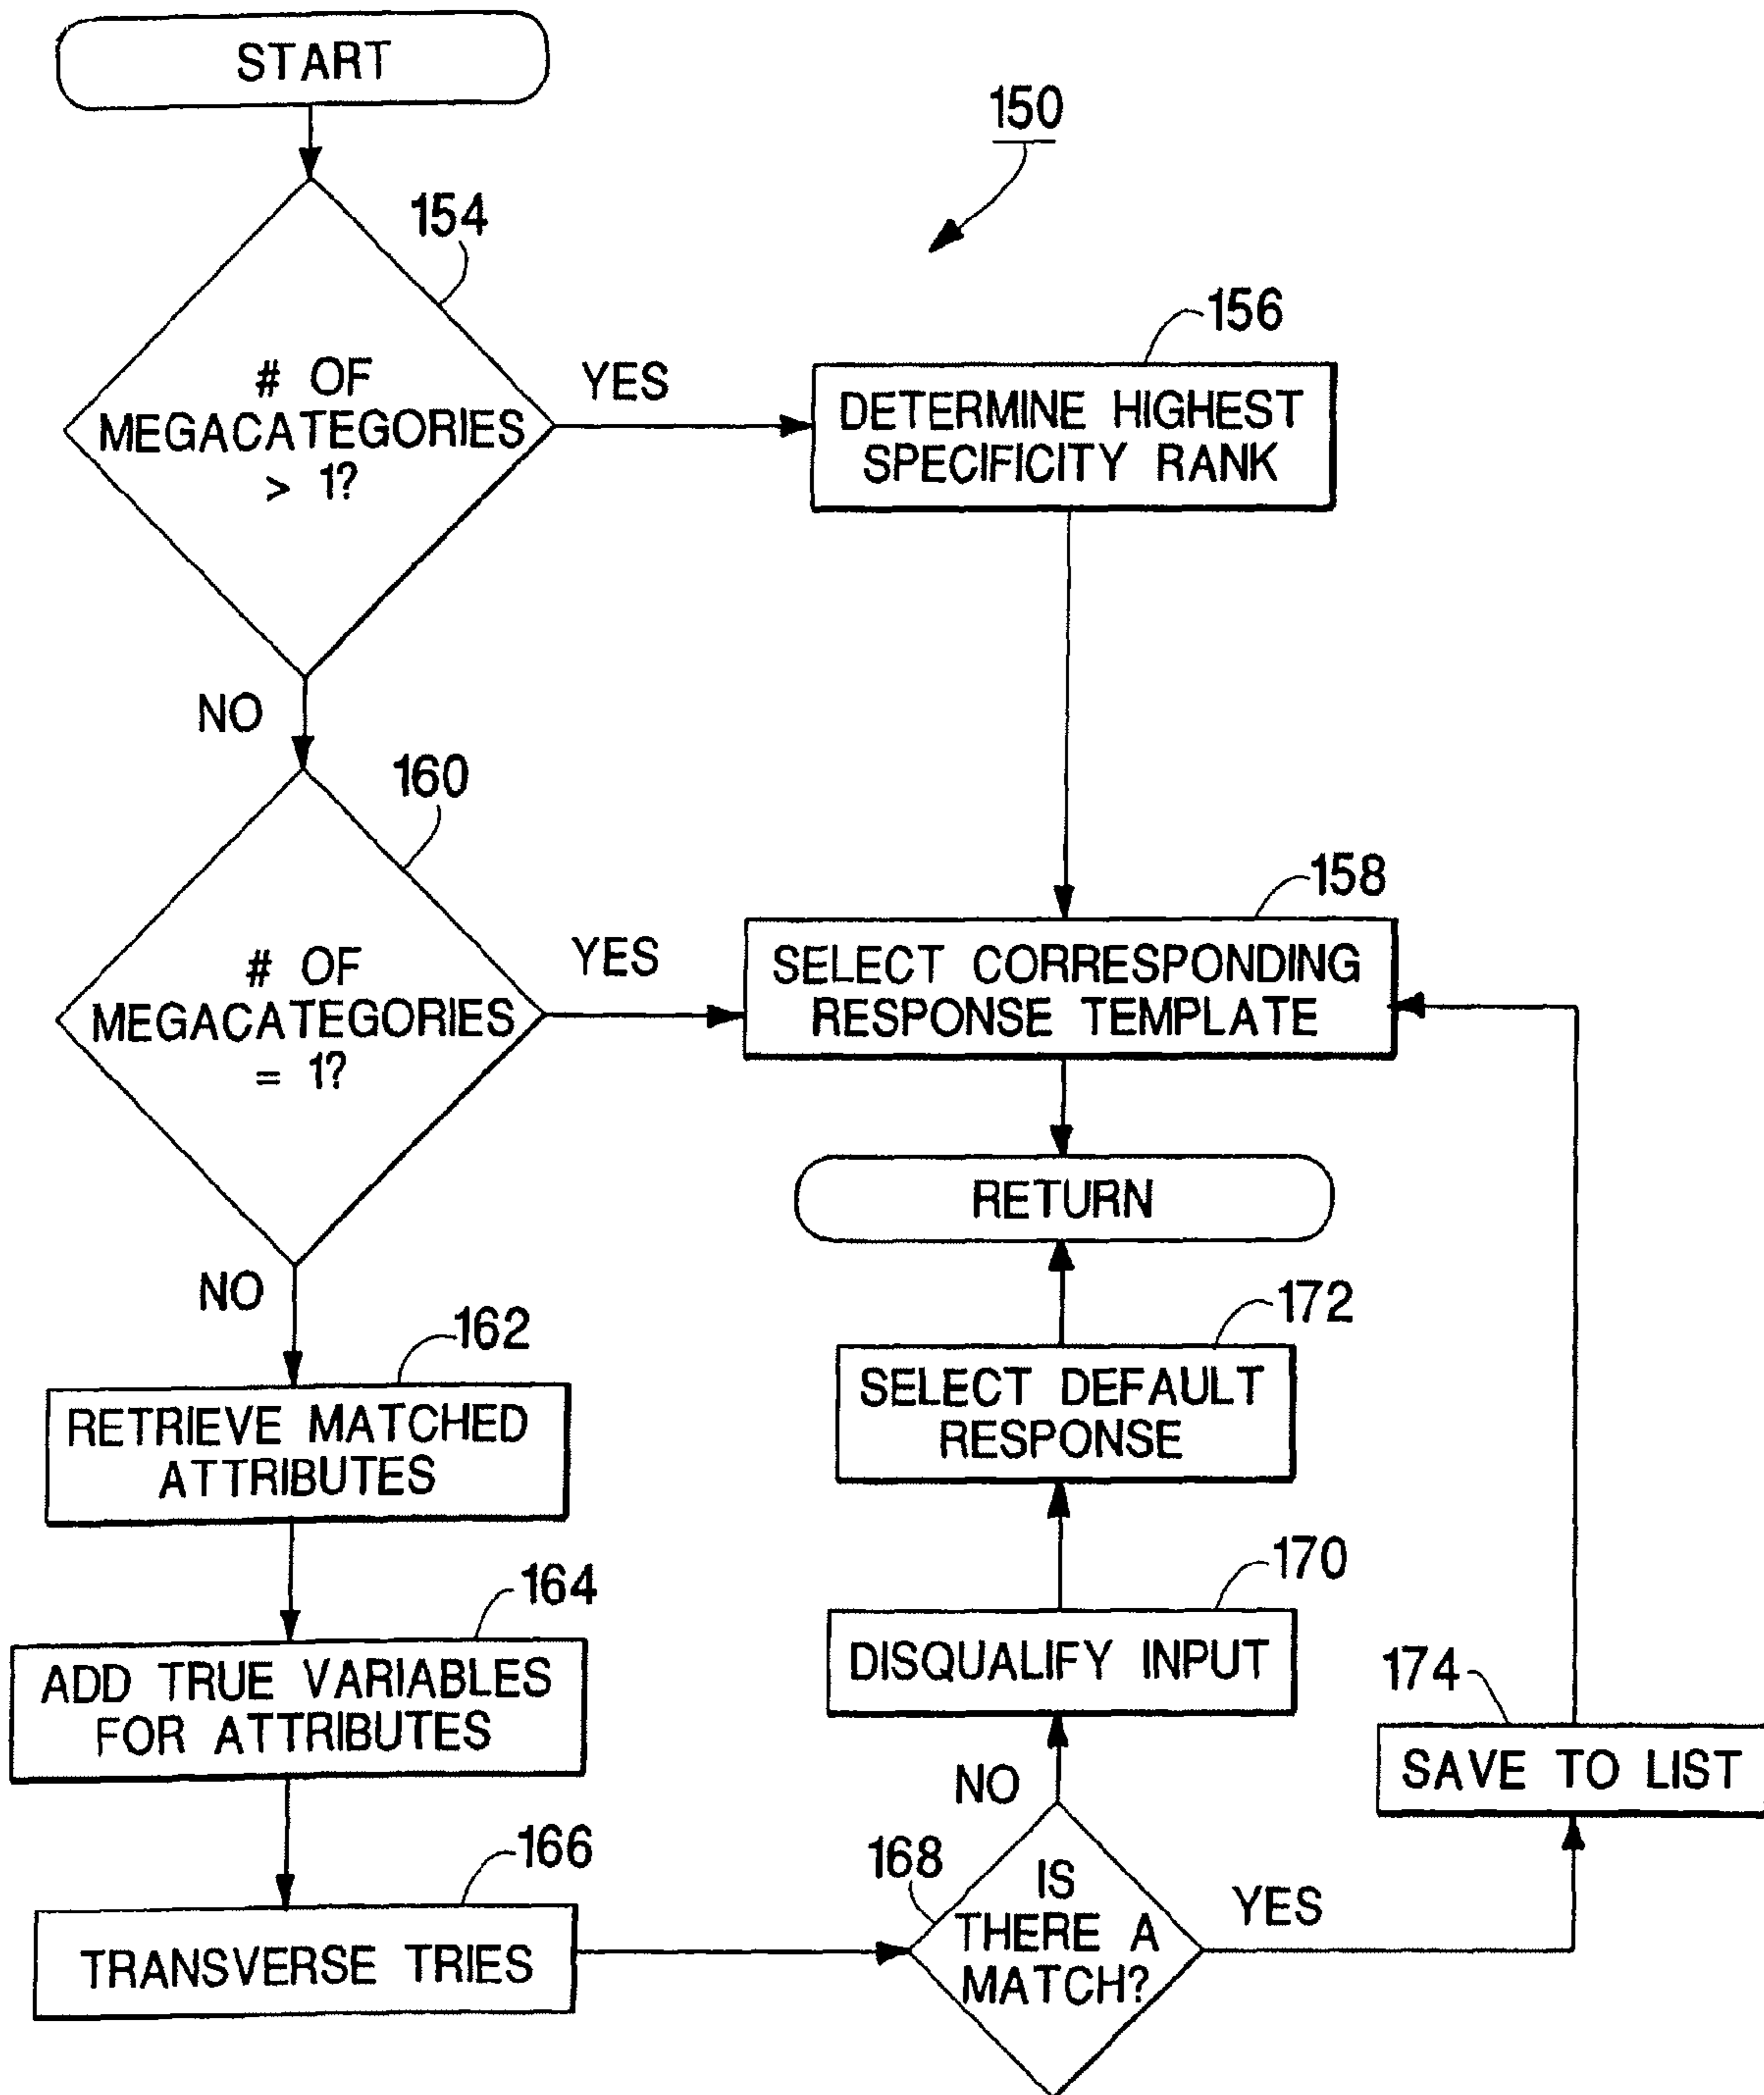 START
150
154
# OF
MEGACATEGORIES
> 1?
YES
156
DETERMINE HIGHEST
SPECIFICITY RANK
NO
160
# OF
MEGACATEGORIES
= 1?
YES
158
SELECT CORRESPONDING
RESPONSE TEMPLATE
RETURN
NO
162
RETRIEVE MATCHED
ATTRIBUTES
172
SELECT DEFAULT
RESPONSE
164
ADD TRUE VARIABLES
FOR ATTRIBUTES
170
DISQUALIFY INPUT
174
SAVE TO LIST
NO
166
TRANSVERSE TRIES
168
IS
THERE A
MATCH?
YES